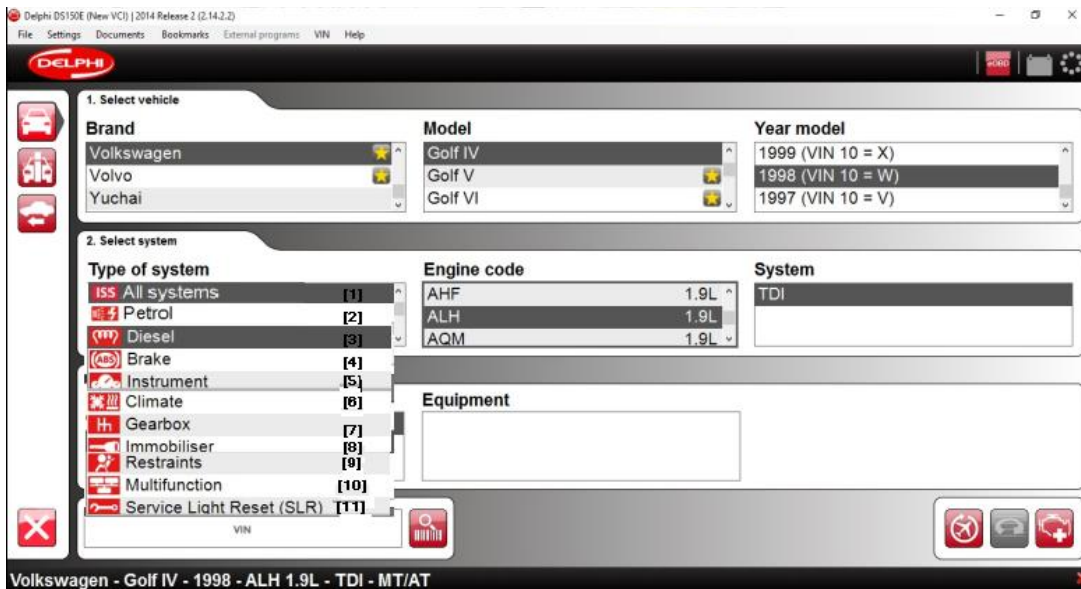 Delphi DS150E (New VCI) | 2014 Release 2 (2.14.2.2)
File Settings Documents Bookmarks External programs VIN Help
DELPHI
eOBD
1. Select vehicle
Brand
Volkswagen
Volvo
Yuchai
Model
Golf IV
Golf V
Golf VI
Year model
1999 (VIN 10 = X)
1998 (VIN 10 = W)
1997 (VIN 10 = V)
2. Select system
Type of system
ISS All systems [1]
Petrol [2]
Diesel [3]
ABS Brake [4]
Instrument [5]
Climate [6]
Gearbox [7]
Immobiliser [8]
Restraints [9]
Multifunction [10]
Service Light Reset (SLR) [11]
Engine code
AHF 1.9L
ALH 1.9L
AQM 1.9L
System
TDI
Equipment
VIN
Volkswagen - Golf IV - 1998 - ALH 1.9L - TDI - MT/AT